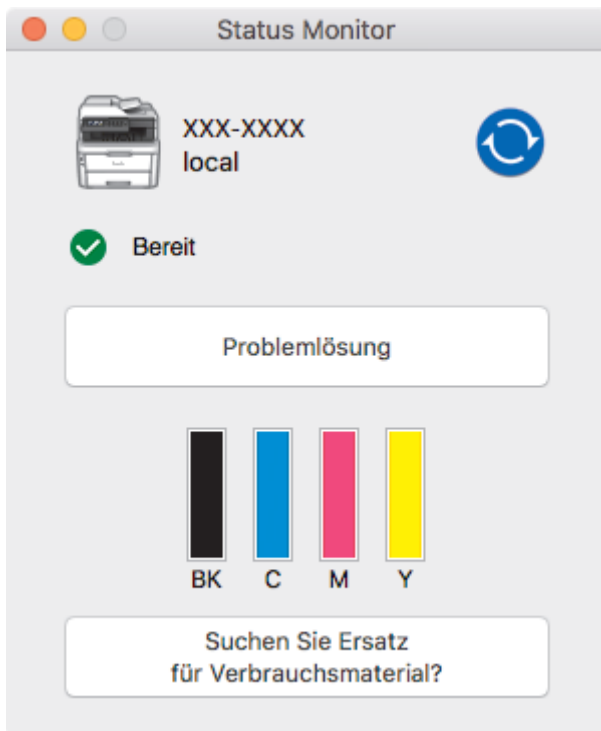 Status Monitor
XXX-XXXX
local
Bereit
Problemlösung
BK C M Y
Suchen Sie Ersatz
für Verbrauchsmaterial?